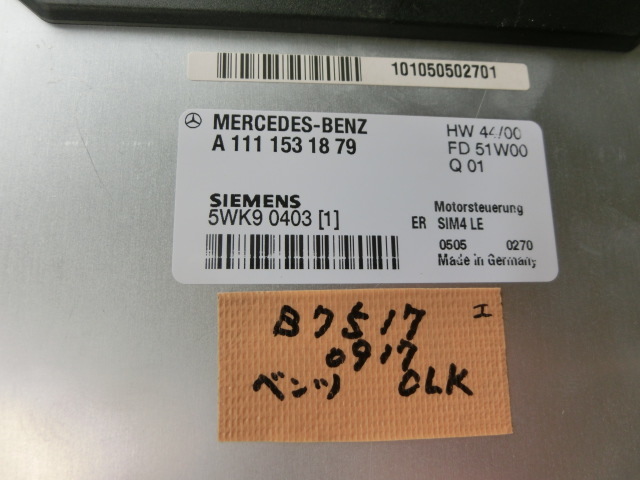 101050502701
MERCEDES-BENZ
A 111 153 18 79
HW 44/00
FD 51W00
Q 01
SIEMENS
5WK9 0403 [1]
Motorsteuerung
ER SIM4 LE
0505 0270
Made in Germany
B7517 エ
0917
ベンツ CLK